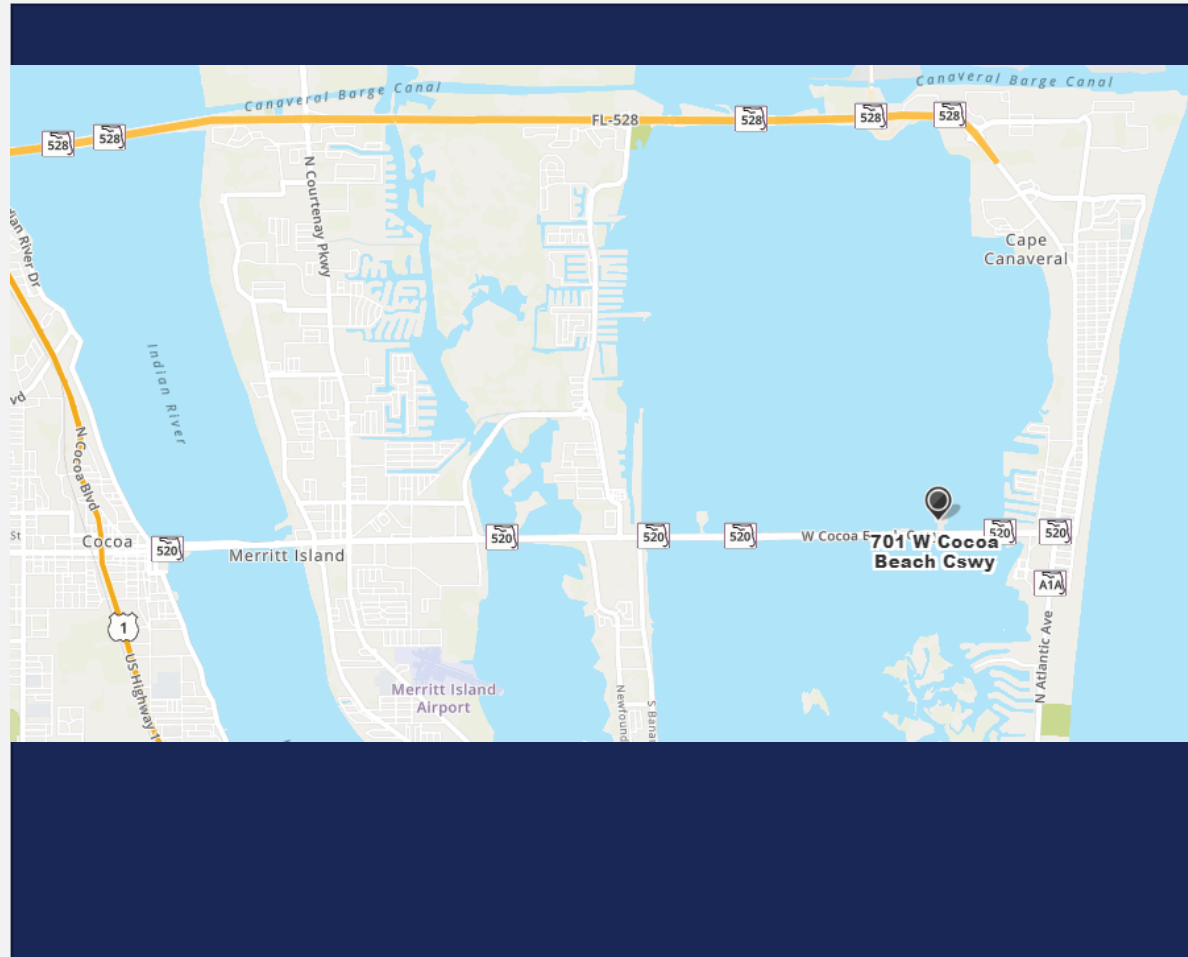 Canaveral Barge Canal
Canaveral Barge Canal
528
528
FL-528
528
528
528
N Courtenay Pkwy
Indian River
Cape
Canaveral
N Cocoa Blvd
St
Cocoa
520
Merritt Island
520
520
520
520
520
701 W Cocoa
Beach Cswy
A1A
1
US Highway 1
Merritt Island
Airport
N Atlantic Ave